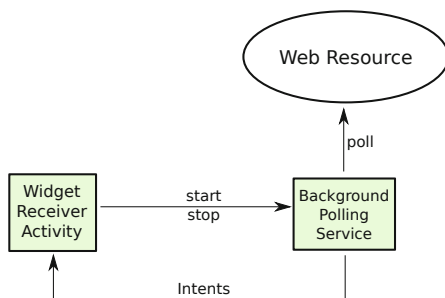 Web Resource
poll
Widget
Receiver
Activity
start
stop
Background
Polling
Service
Intents